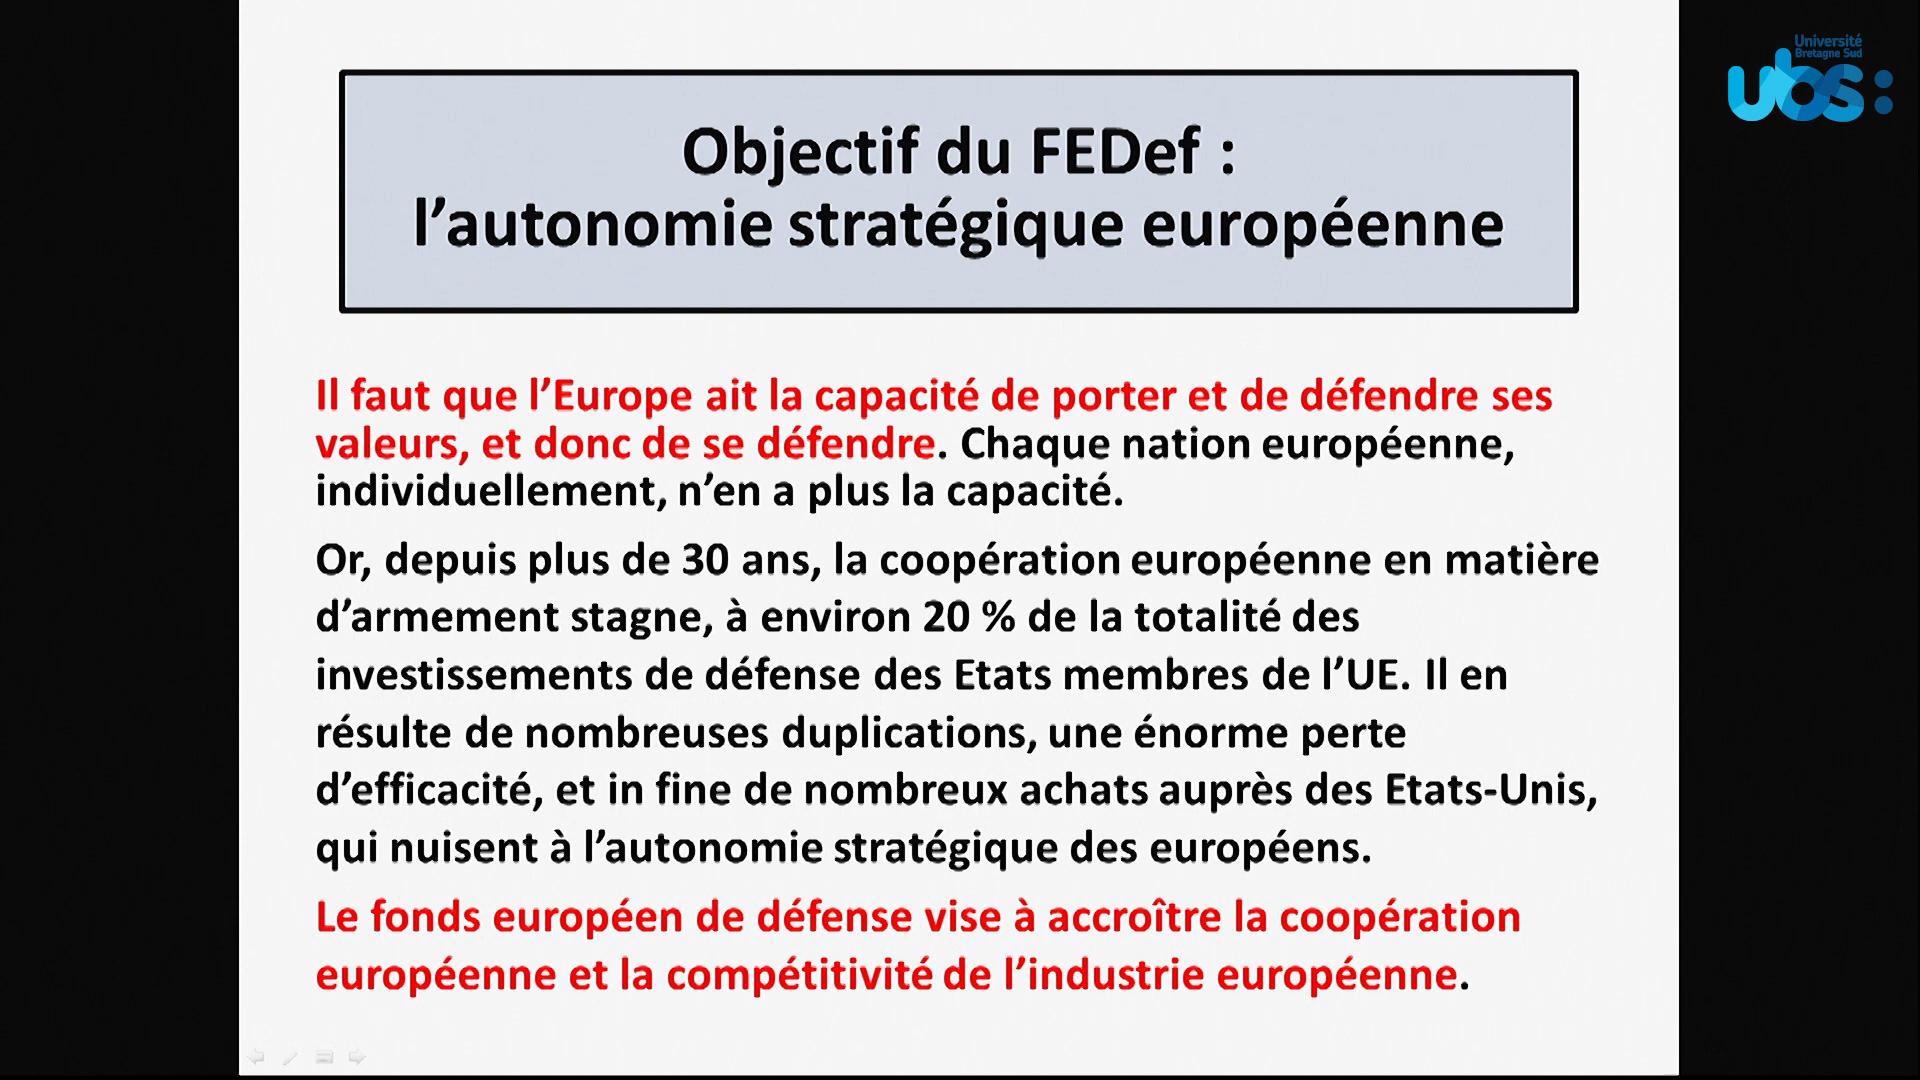 Université
Bretagne Sud
ubs:
Objectif du FEDef :
l’autonomie stratégique européenne
Il faut que l’Europe ait la capacité de porter et de défendre ses
valeurs, et donc de se défendre. Chaque nation européenne,
individuellement, n’en a plus la capacité.
Or, depuis plus de 30 ans, la coopération européenne en matière
d’armement stagne, à environ 20 % de la totalité des
investissements de défense des Etats membres de l’UE. Il en
résulte de nombreuses duplications, une énorme perte
d’efficacité, et in fine de nombreux achats auprès des Etats-Unis,
qui nuisent à l’autonomie stratégique des européens.
Le fonds européen de défense vise à accroître la coopération
européenne et la compétitivité de l’industrie européenne.